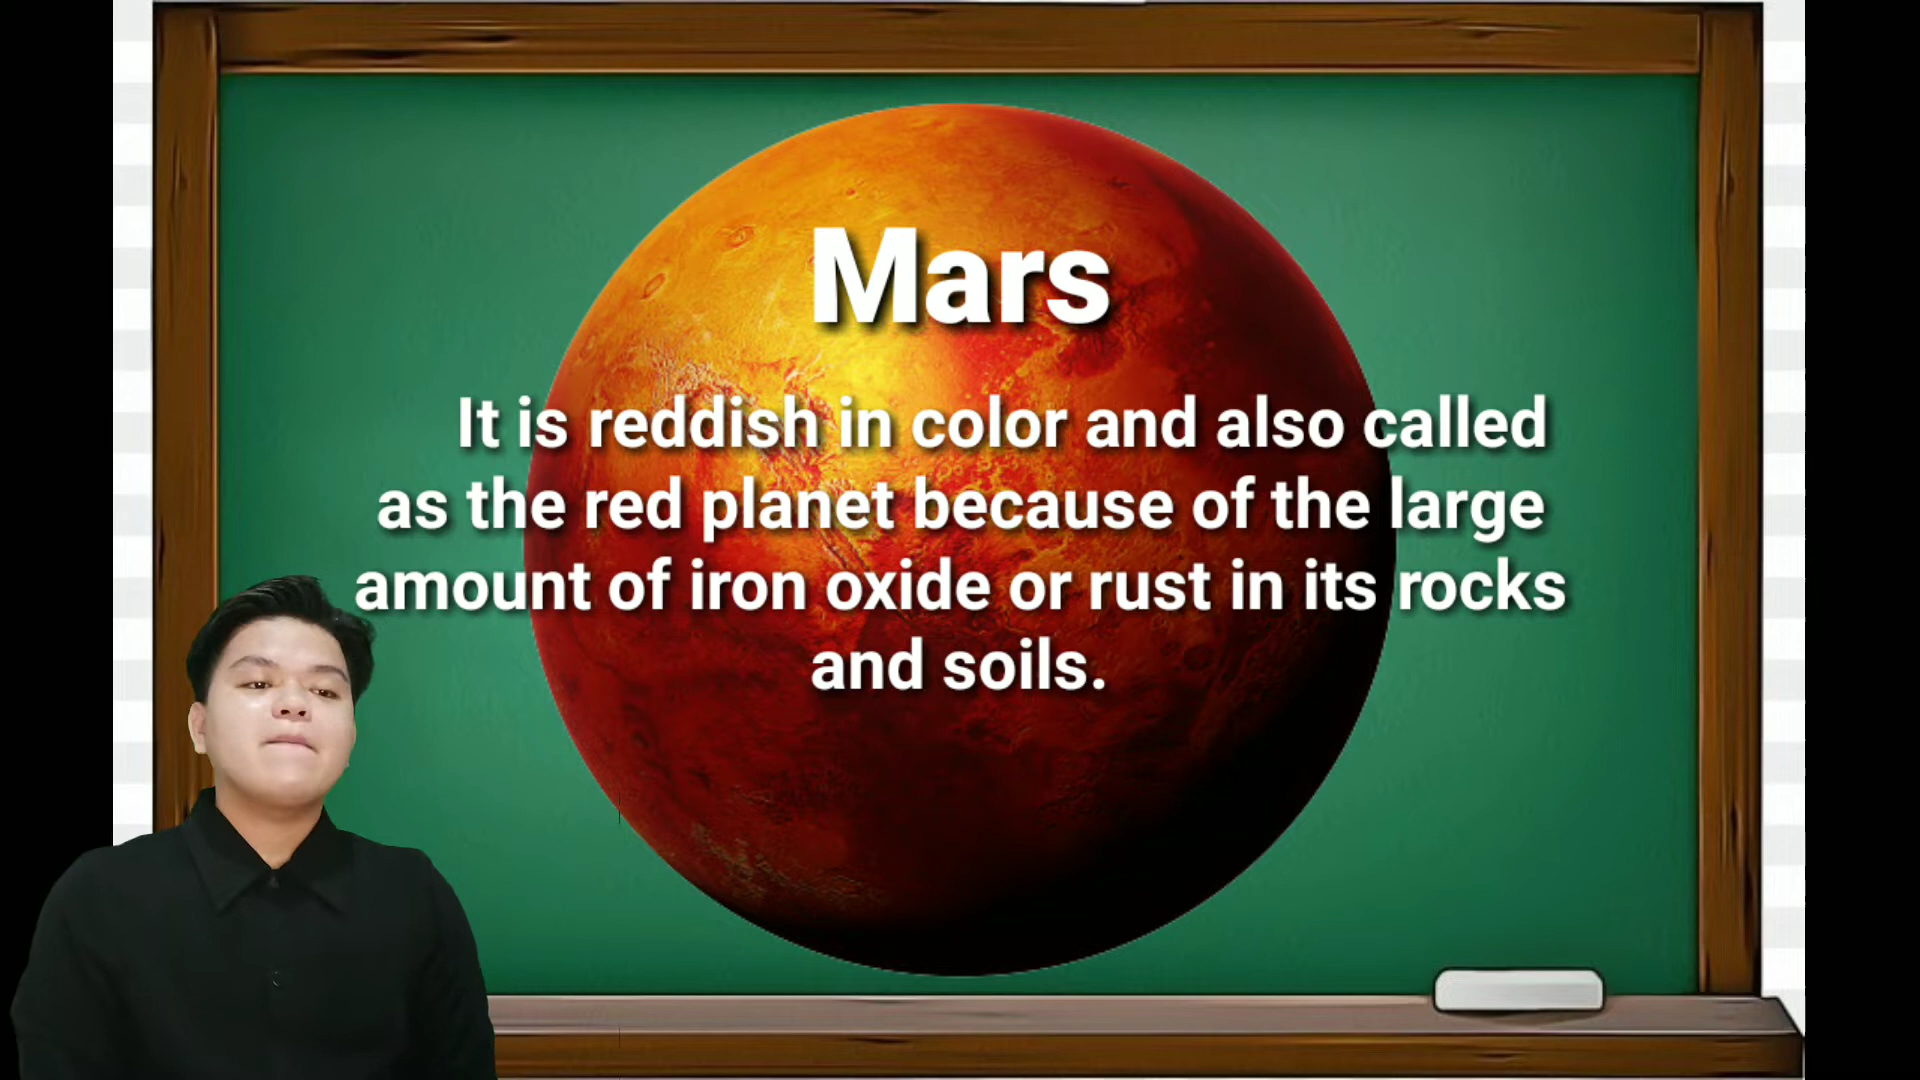 Mars
It is reddish in color and also called
as the red planet because of the large
amount of iron oxide or rust in its rocks
and soils.